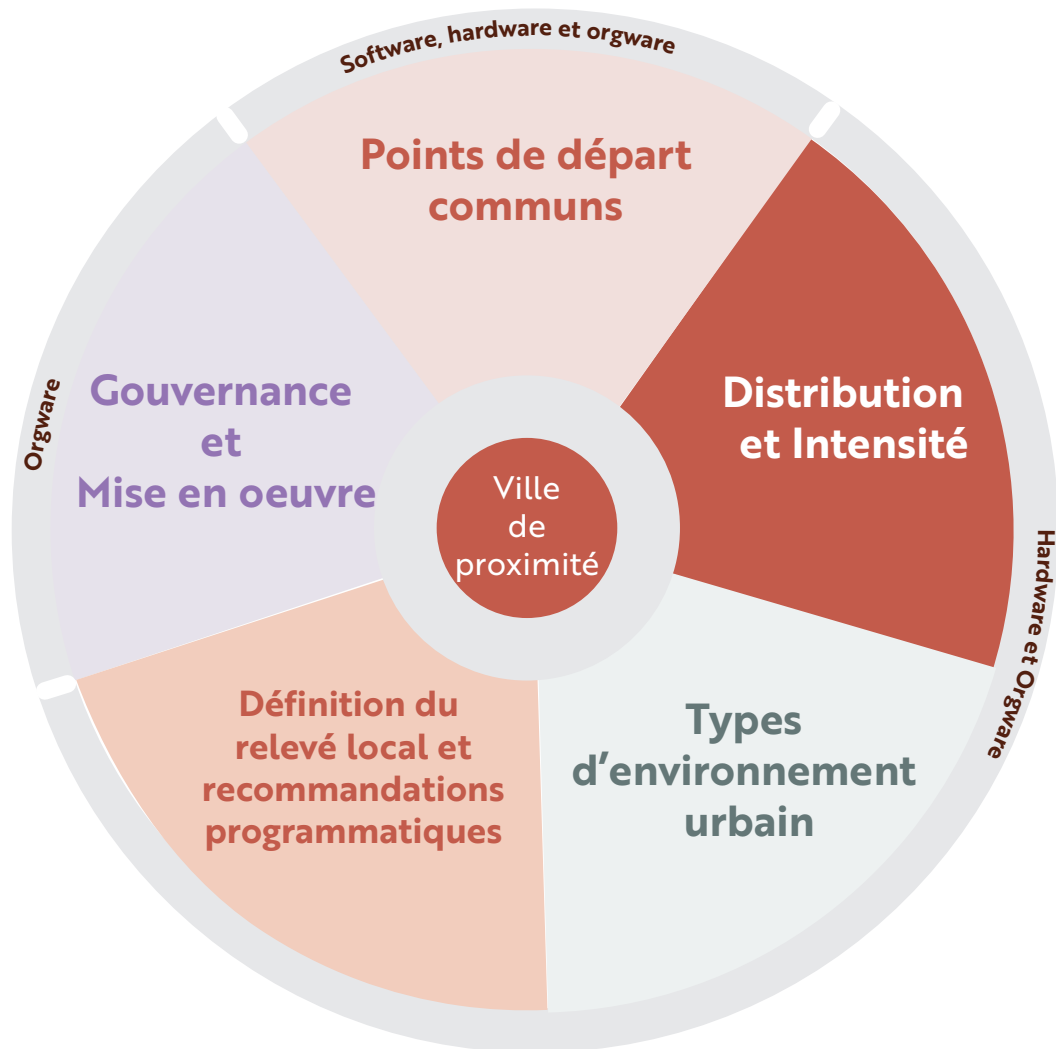 Software, hardware et orgware
Points de départ
communs
Distribution
et Intensité
Hardware et Orgware
Types
d'environnement
urbain
Définition du
relevé local et
recommandations
programmatiques
Gouvernance
et
Mise en oeuvre
Orgware
Ville
de
proximité